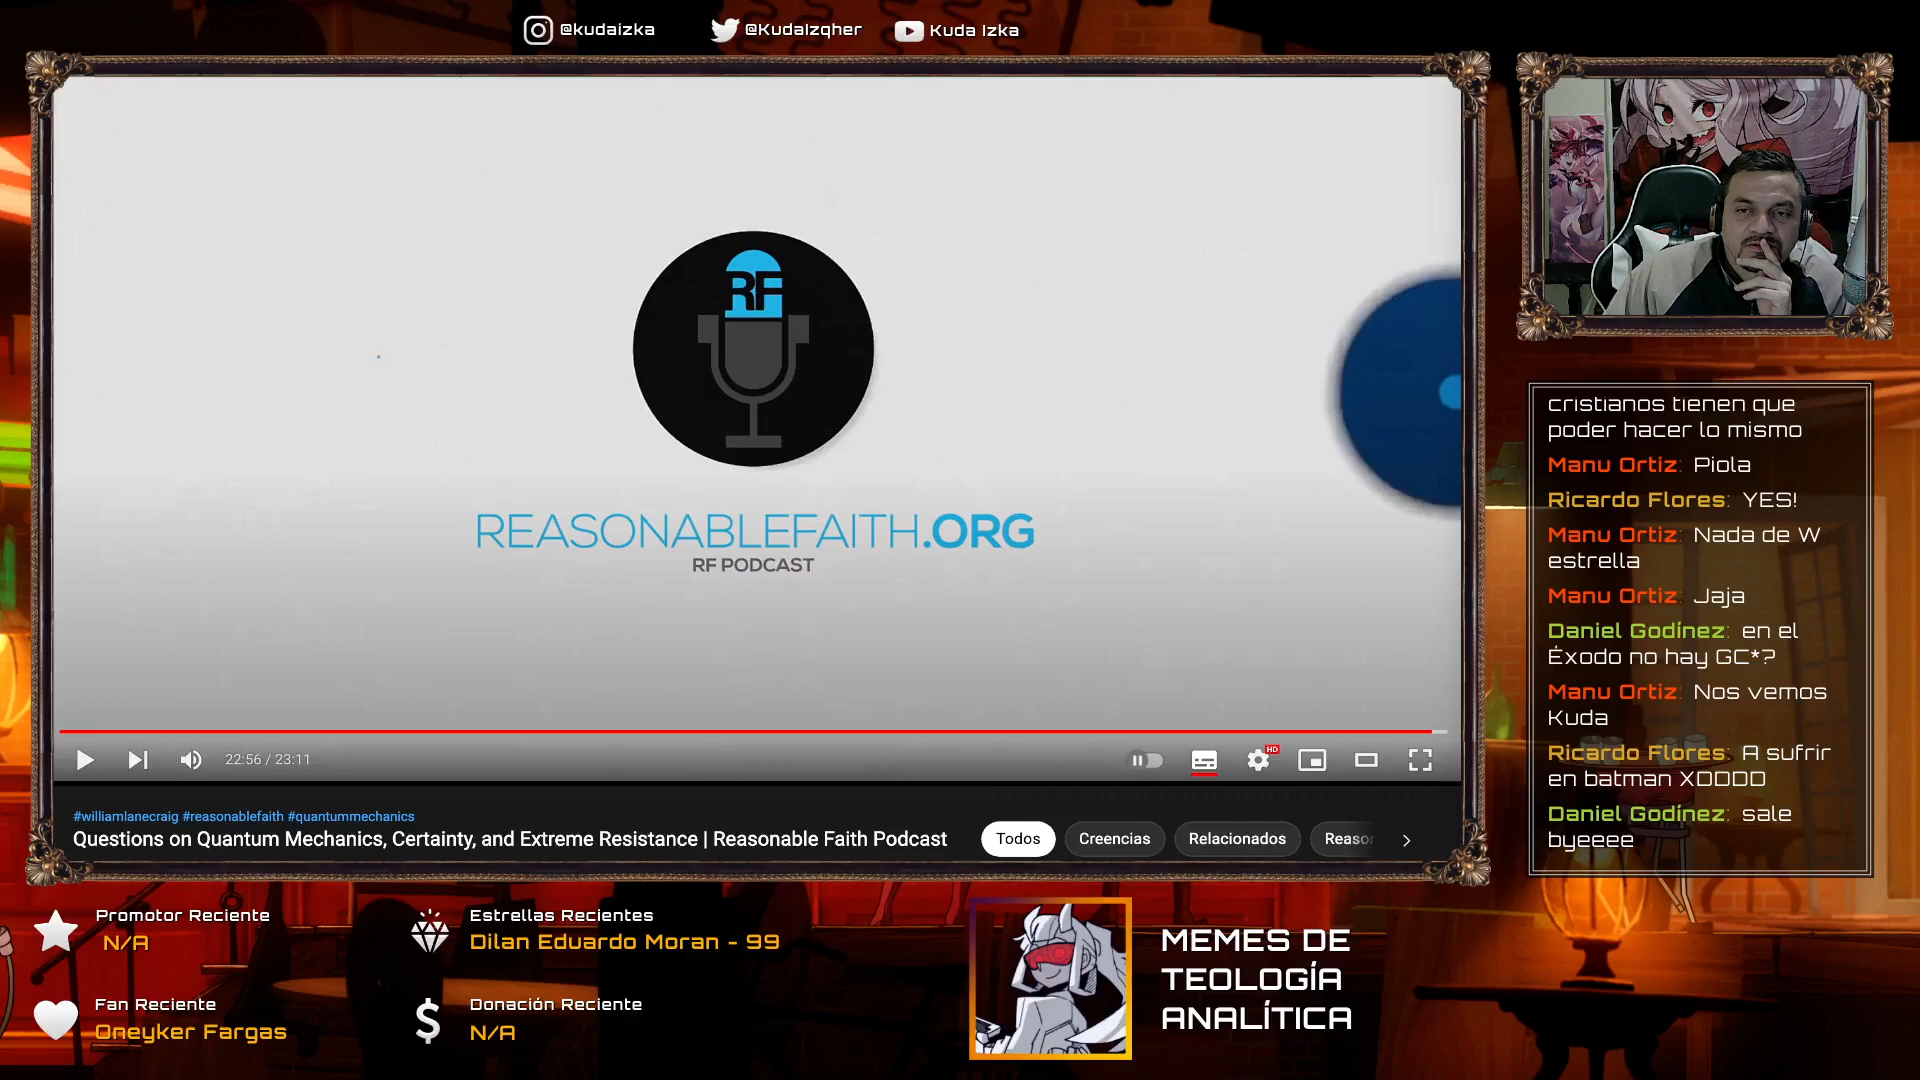 @kudaizka
@KudaIzqher
Kuda Izka
RF
REASONABLEFAITH.ORG
RF PODCAST
22:56 / 23:11
HD
#williamlanecraig #reasonablefaith #quantummechanics
Questions on Quantum Mechanics, Certainty, and Extreme Resistance | Reasonable Faith Podcast
Todos
Creencias
Relacionados
Reason
cristianos tienen que
poder hacer lo mismo
Manu Ortiz: Piola
Ricardo Flores: YES!
Manu Ortiz: Nada de W
estrella
Manu Ortiz: Jaja
Daniel Godínez: en el
Éxodo no hay GC*?
Manu Ortiz: Nos vemos
Kuda
Ricardo Flores: A sufrir
en batman XDDDD
Daniel Godínez: sale
byeeee
Promotor Reciente
N/A
Estrellas Recientes
Dilan Eduardo Moran - 99
Fan Reciente
Oneyker Fargas
Donación Reciente
N/A
MEMES DE
TEOLOGÍA
ANALÍTICA